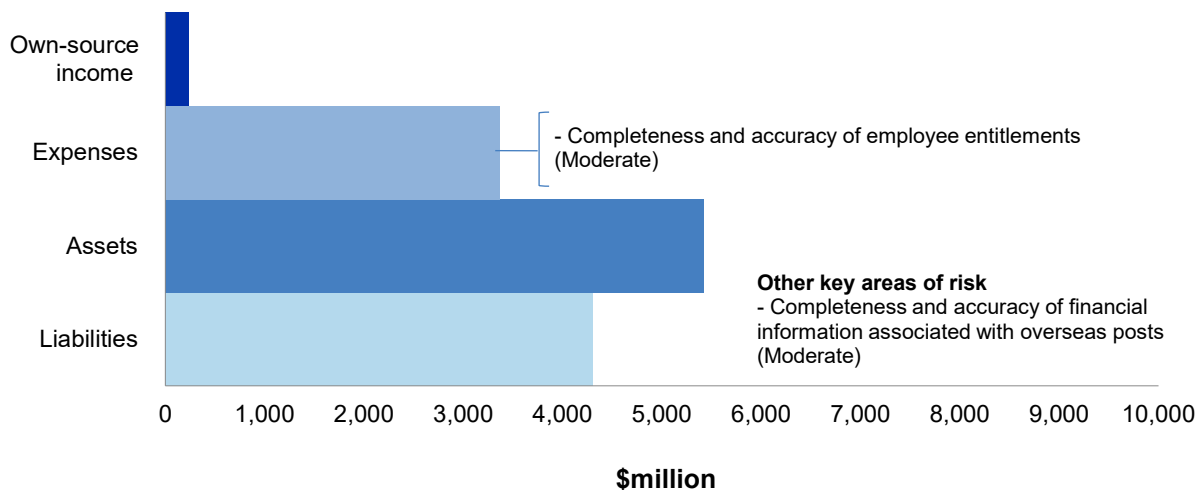 Own-source
income
Expenses
- Completeness and accuracy of employee entitlements
(Moderate)
Assets
Other key areas of risk
- Completeness and accuracy of financial
information associated with overseas posts
(Moderate)
Liabilities
0 1,000 2,000 3,000 4,000 5,000 6,000 7,000 8,000 9,000 10,000
$million